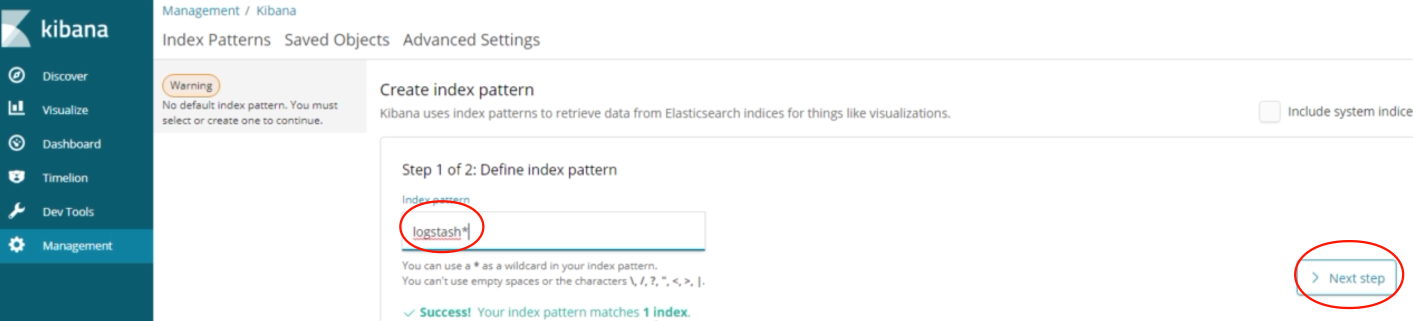 kibana
Discover
Visualize
Dashboard
Timelion
Dev Tools
Management
Management / Kibana
Index Patterns Saved Objects Advanced Settings
Warning
No default index pattern. You must
select or create one to continue.
Create index pattern
Kibana uses index patterns to retrieve data from Elasticsearch indices for things like visualizations.
Include system indice
Step 1 of 2: Define index pattern
Index pattern
logstash*
You can use a * as a wildcard in your index pattern.
You can't use empty spaces or the characters \, /, ?, ", <, >, |.
Next step
Success! Your index pattern matches 1 index.